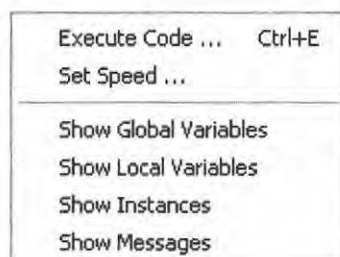 Execute Code ... Ctrl+E
Set Speed ...
Show Global Variables
Show Local Variables
Show Instances
Show Messages